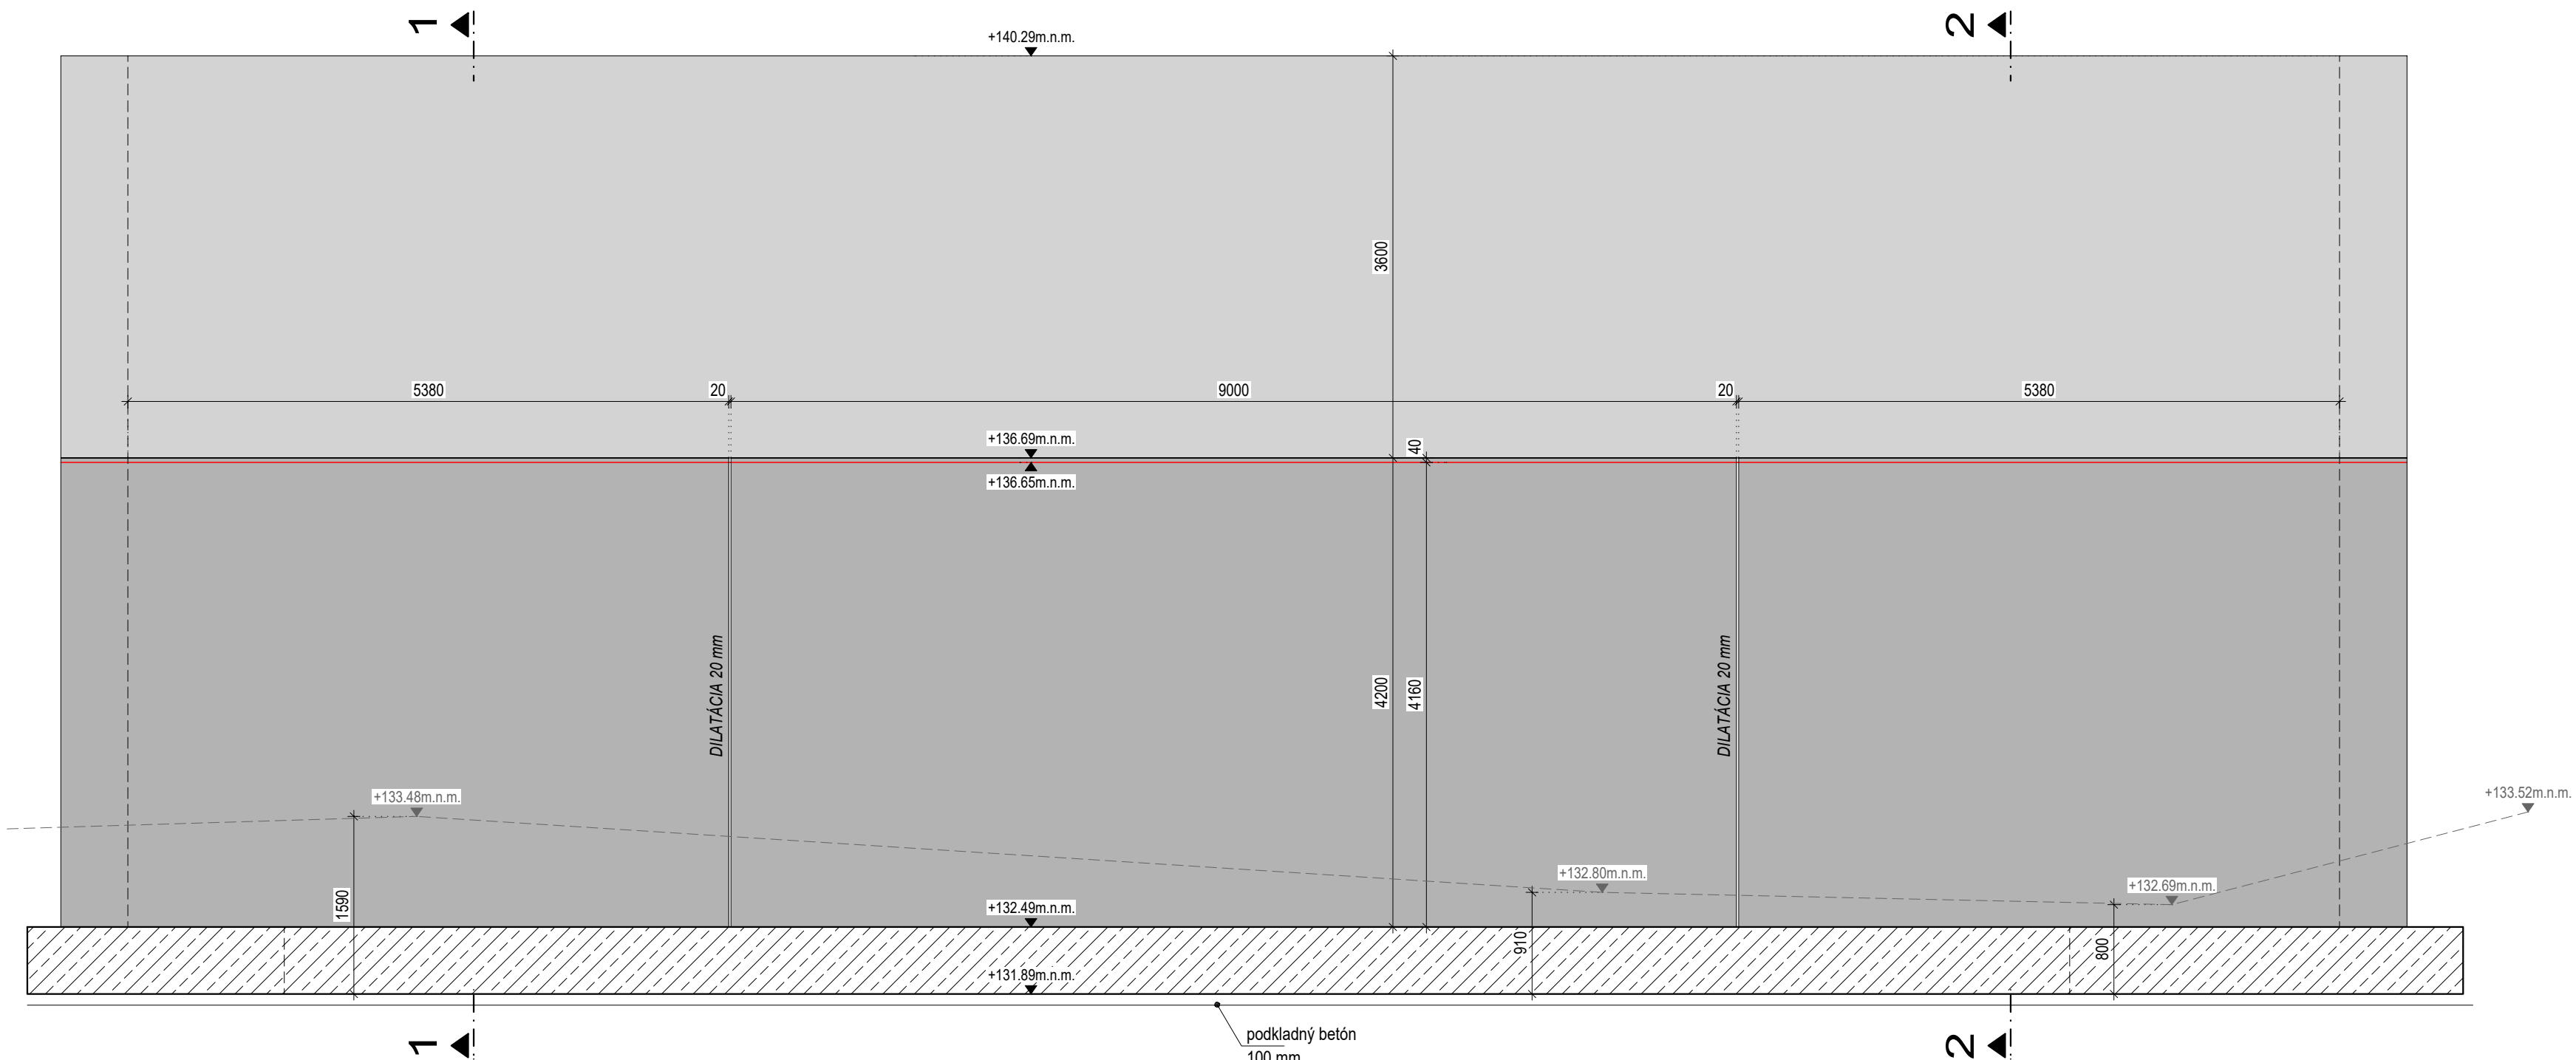 1
2
+140.29m.n.m.
3600
5380
20
9000
20
5380
+136.69m.n.m.
40
+136.65m.n.m.
DILATÁCIA 20 mm
4200
4160
DILATÁCIA 20 mm
+133.48m.n.m.
+133.52m.n.m.
+132.80m.n.m.
+132.69m.n.m.
1590
+132.49m.n.m.
910
800
+131.89m.n.m.
podkladný betón
100 mm
1
2